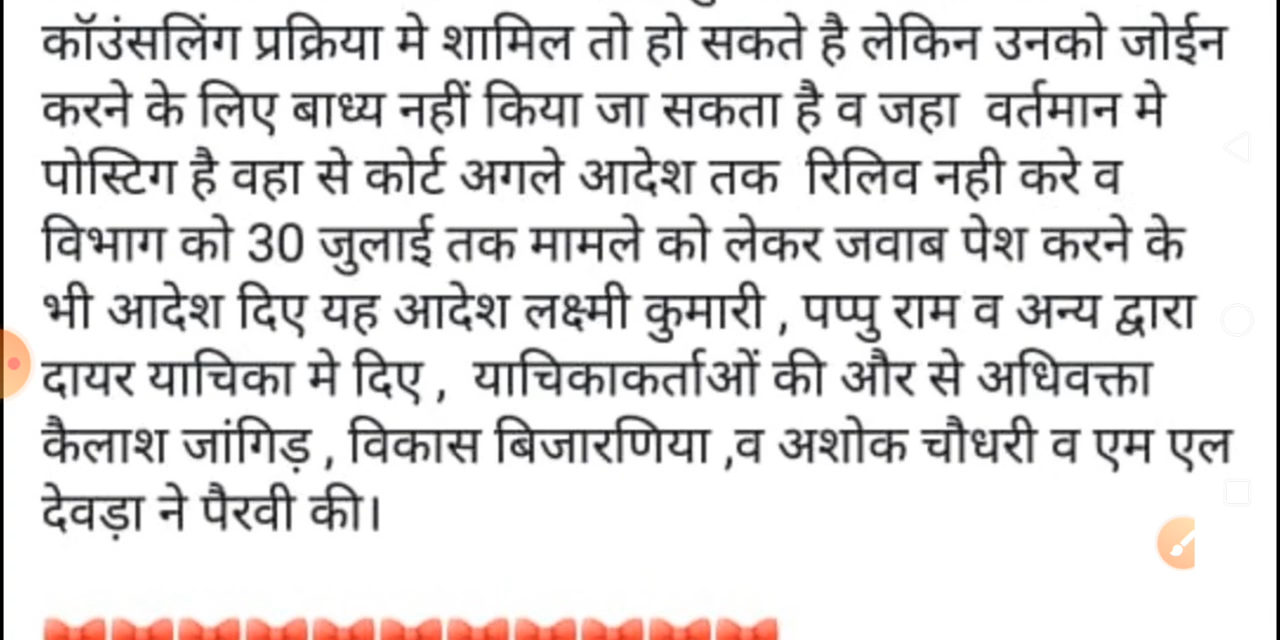 कॉउंसलिंग प्रक्रिया मे शामिल तो हो सकते है लेकिन उनको जोईन
करने के लिए बाध्य नहीं किया जा सकता है व जहा वर्तमान मे
पोस्टिग है वहा से कोर्ट अगले आदेश तक रिलिव नही करे व
विभाग को 30 जुलाई तक मामले को लेकर जवाब पेश करने के
भी आदेश दिए यह आदेश लक्ष्मी कुमारी , पप्पु राम व अन्य द्वारा
दायर याचिका मे दिए , याचिकाकर्ताओं की और से अधिवक्ता
कैलाश जांगिड़ , विकास बिजारणिया ,व अशोक चौधरी व एम एल
देवड़ा ने पैरवी की।